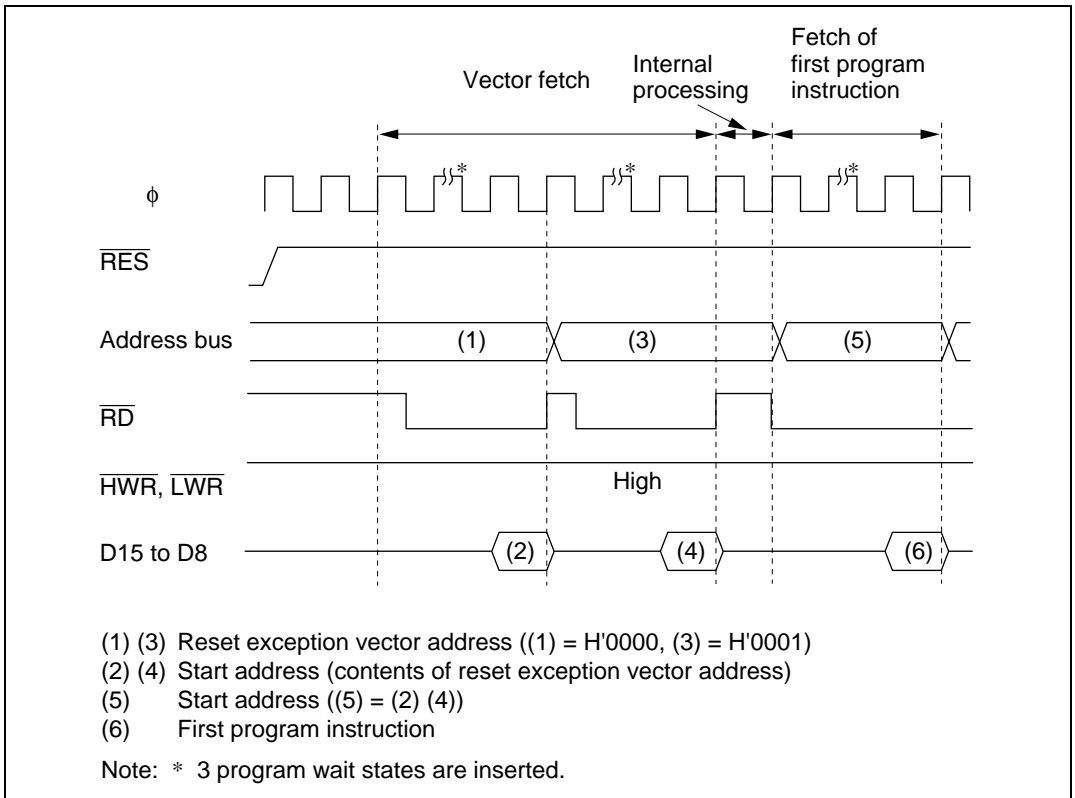 Vector fetch
Internal
processing
Fetch of
first program
instruction
* * *
ϕ
RES
Address bus (1) (3) (5)
RD
HWR, LWR High
D15 to D8 (2) (4) (6)
(1) (3) Reset exception vector address ((1) = H'0000, (3) = H'0001)
(2) (4) Start address (contents of reset exception vector address)
(5) Start address ((5) = (2) (4))
(6) First program instruction
Note: * 3 program wait states are inserted.